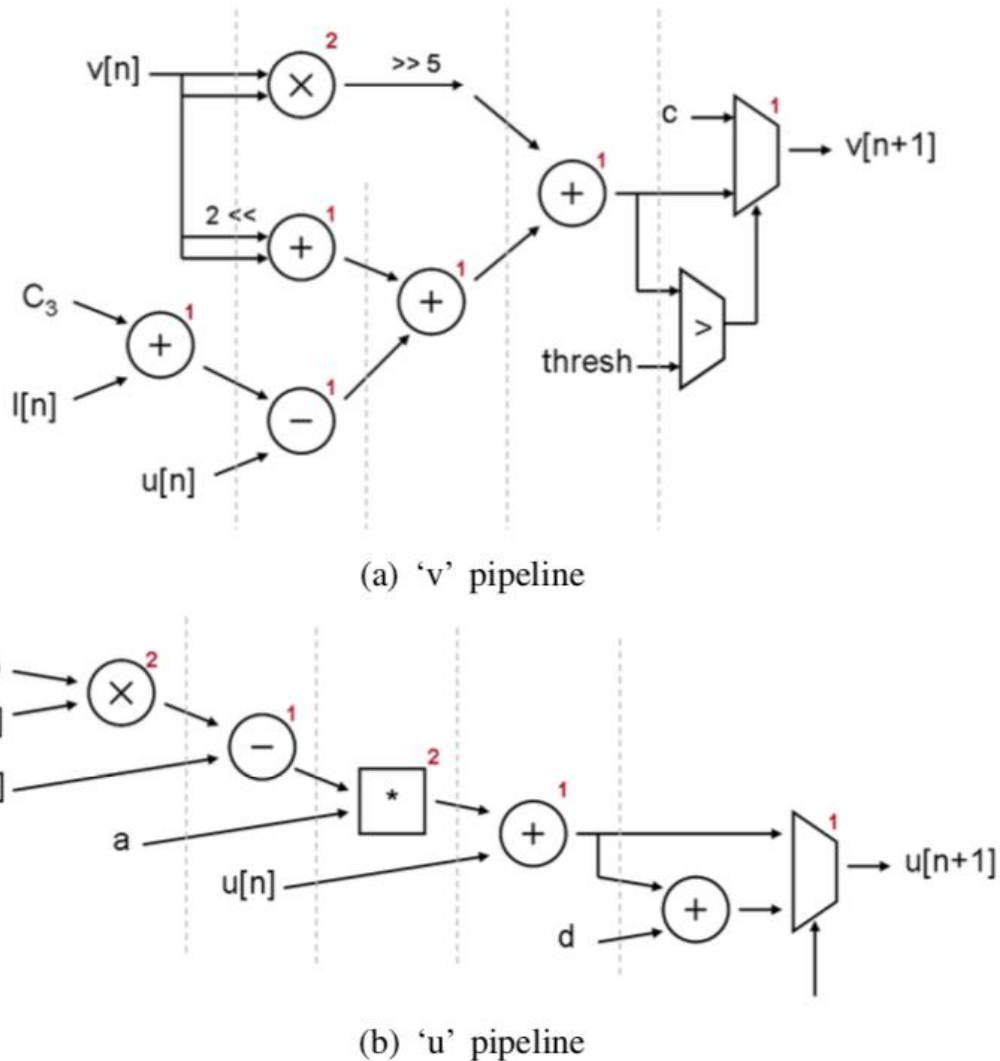 2
v[n]
>> 5
×
c
1
v[n+1]
1
+
2 <<
1
+
1
+
C₃
1
+
I[n]
1
−
u[n]
>
thresh
(a) ‘v’ pipeline
2
×
]
1
−
]
2
*
a
1
+
u[n]
1
u[n+1]
+
d
(b) ‘u’ pipeline